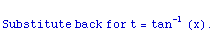 Substitute back for t = tan⁻¹ (x).